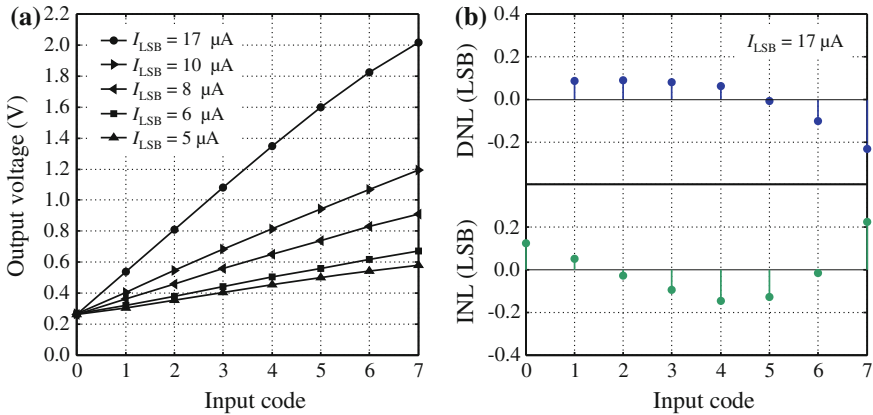 (a)
Output voltage (V)
2.2
2.0
1.8
1.6
1.4
1.2
1.0
0.8
0.6
0.4
0.2
0.0
I_LSB = 17 μA
I_LSB = 10 μA
I_LSB = 8 μA
I_LSB = 6 μA
I_LSB = 5 μA
0 1 2 3 4 5 6 7
Input code
(b)
DNL (LSB)
0.4
0.2
0.0
-0.2
I_LSB = 17 μA
INL (LSB)
0.2
0.0
-0.2
-0.4
0 1 2 3 4 5 6 7
Input code